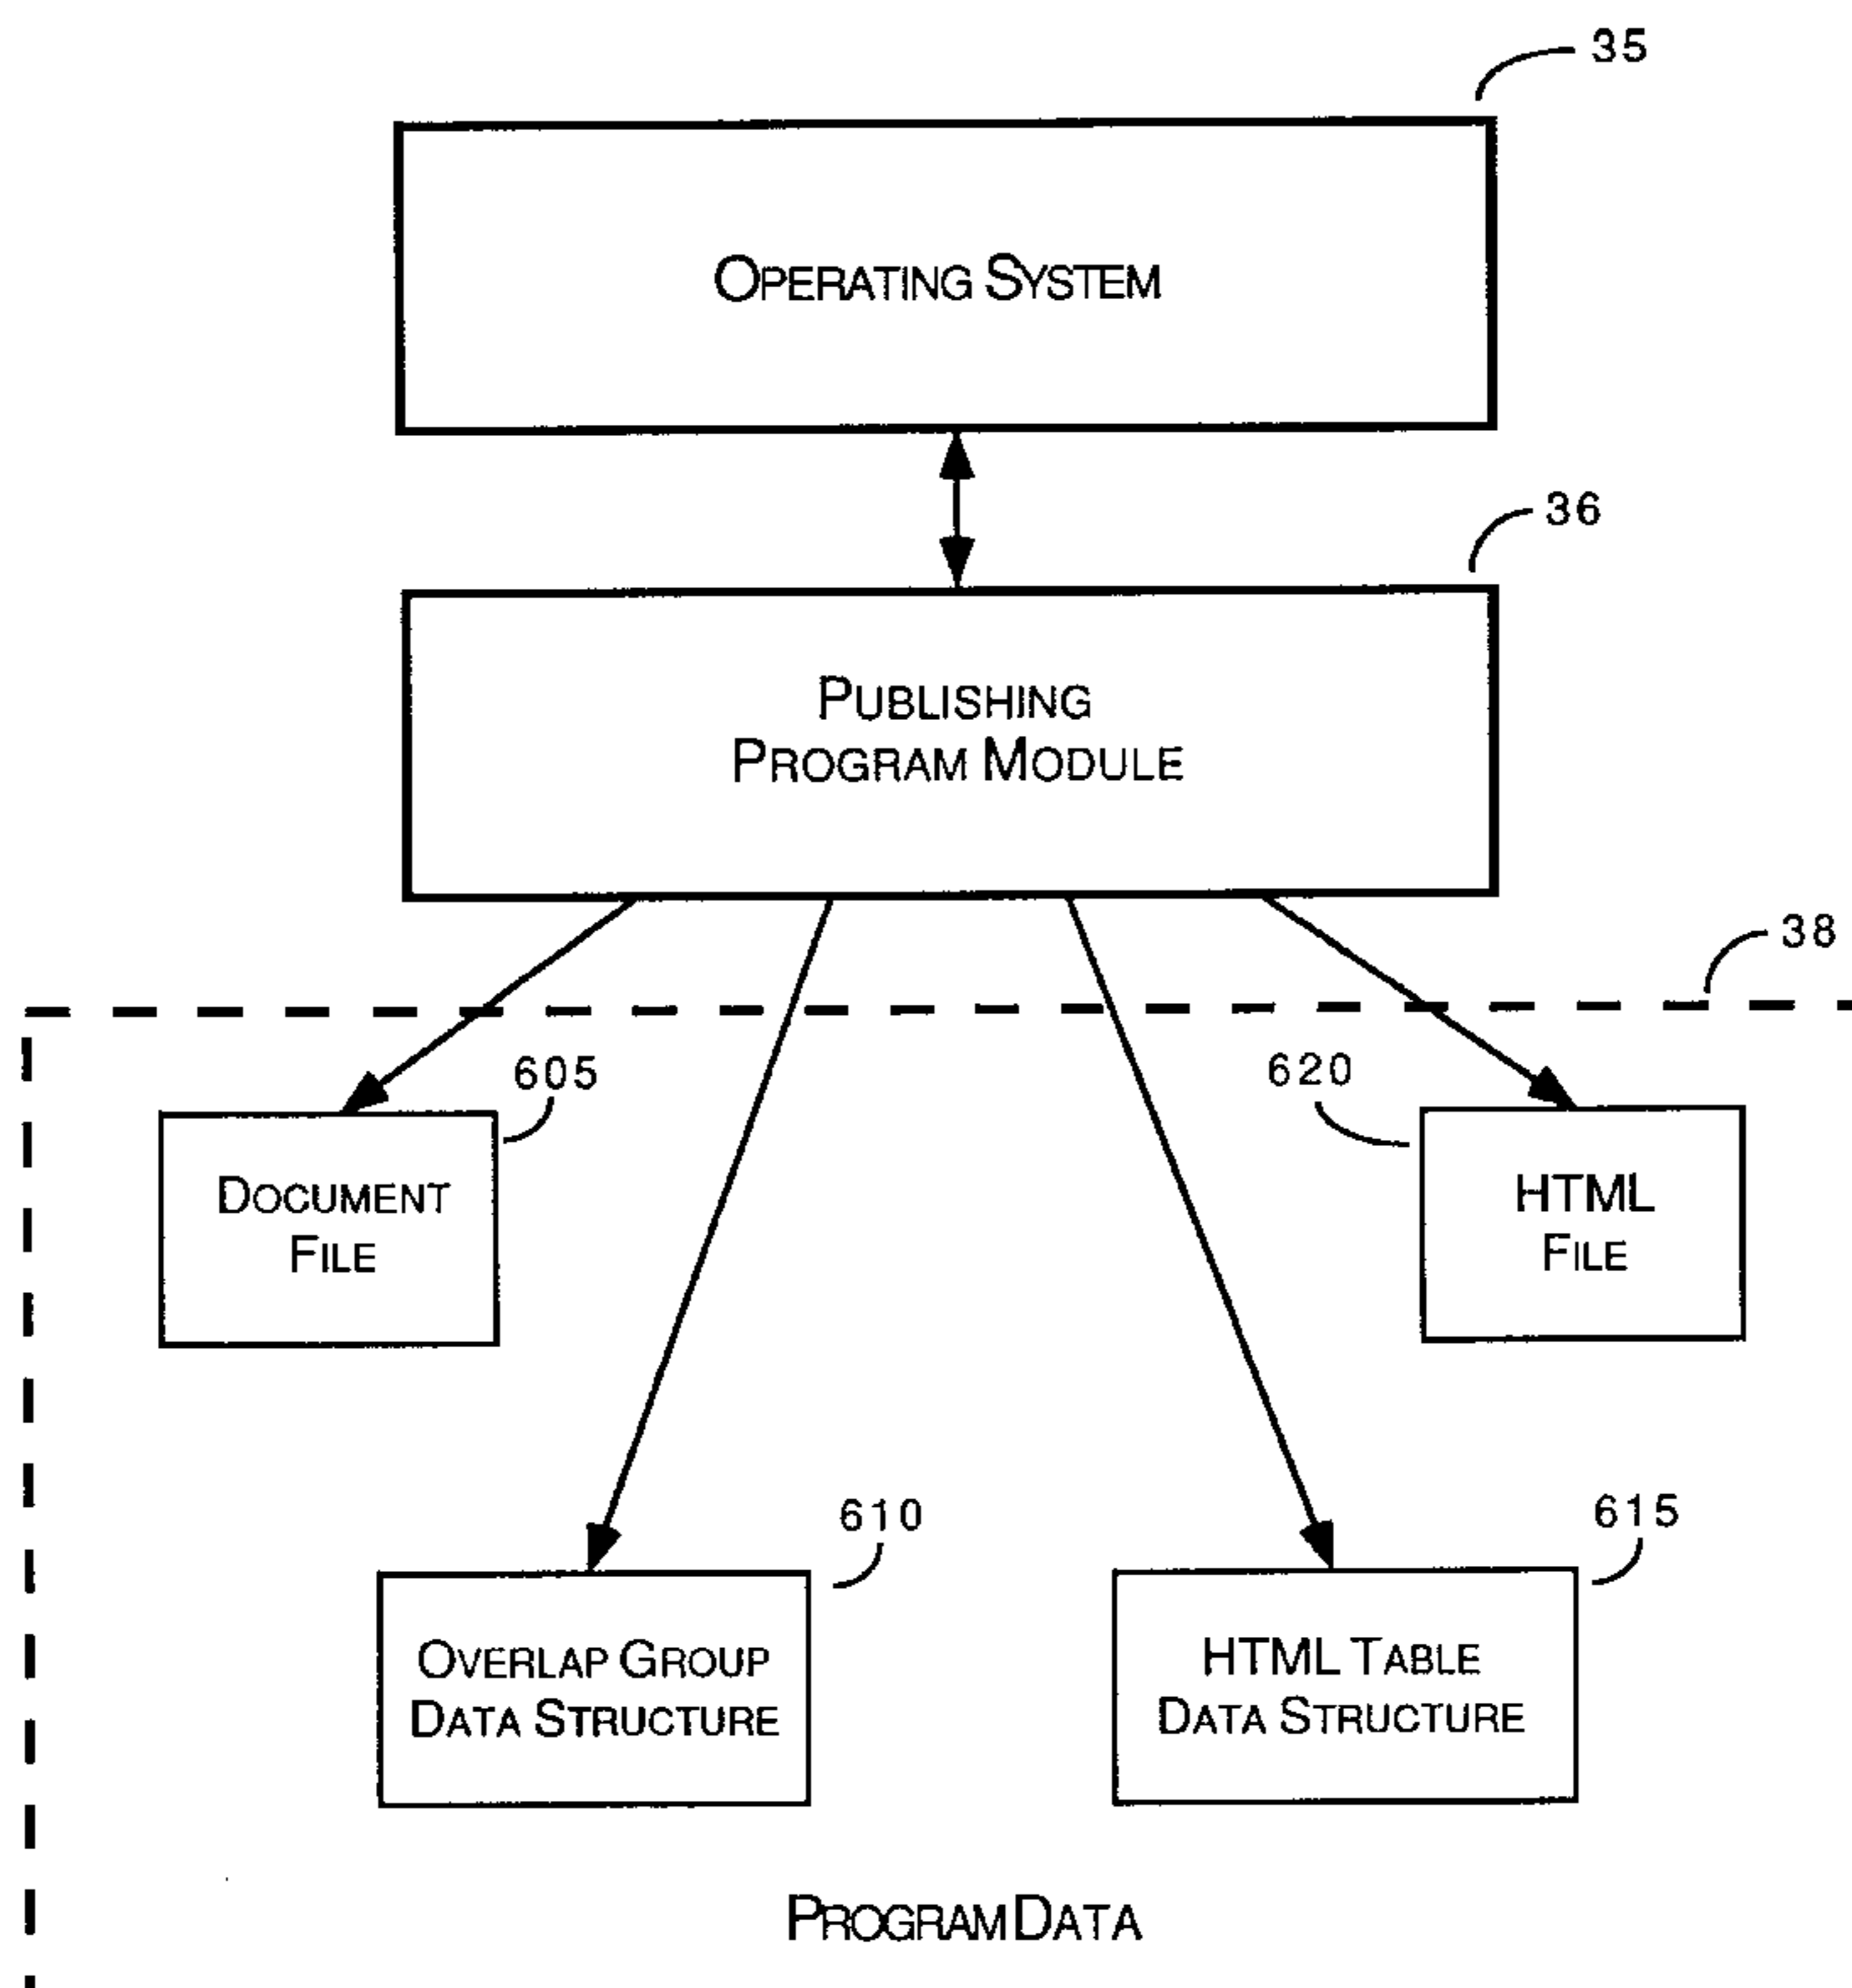 35
OPERATING SYSTEM
36
PUBLISHING
PROGRAM MODULE
38
605
620
DOCUMENT
FILE
HTML
FILE
610
615
OVERLAP GROUP
DATA STRUCTURE
HTML TABLE
DATA STRUCTURE
PROGRAM DATA